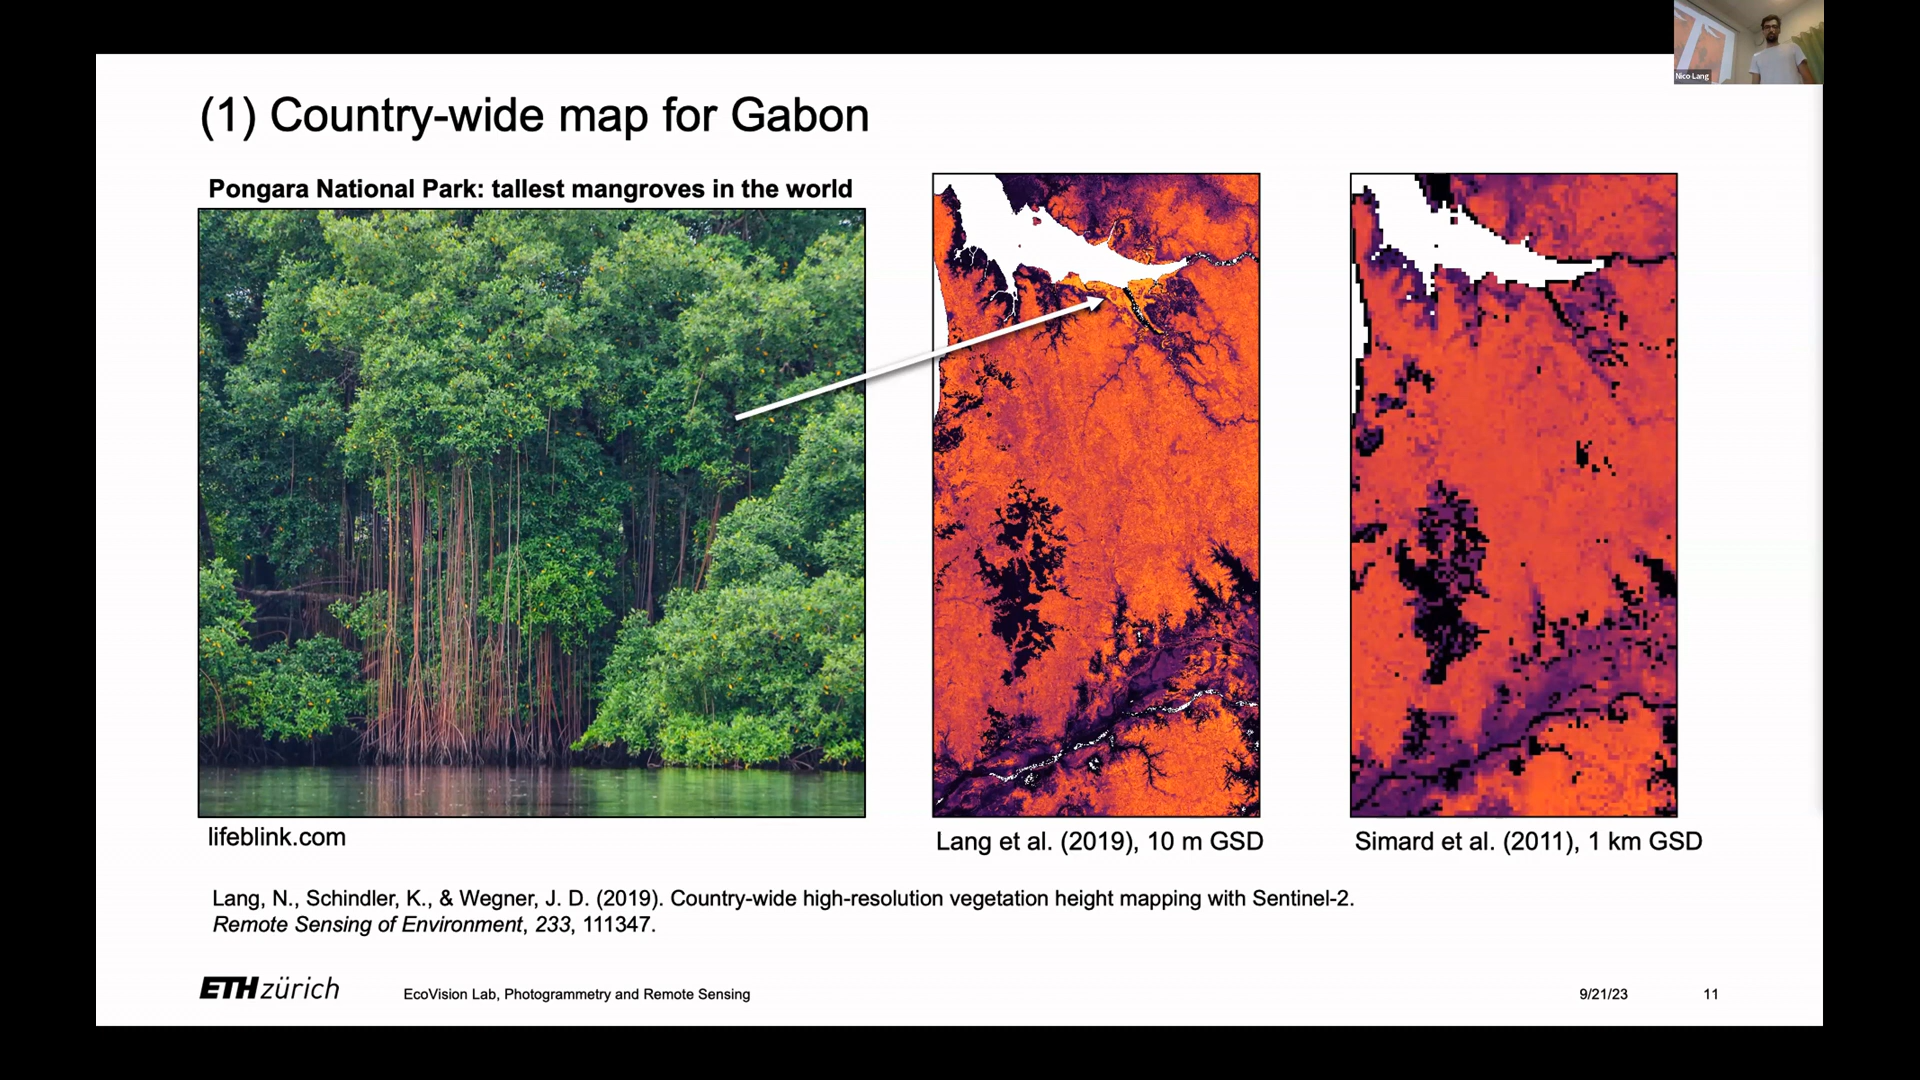 Nico Lang
(1) Country-wide map for Gabon
Pongara National Park: tallest mangroves in the world
lifeblink.com
Lang et al. (2019), 10 m GSD
Simard et al. (2011), 1 km GSD
Lang, N., Schindler, K., & Wegner, J. D. (2019). Country-wide high-resolution vegetation height mapping with Sentinel-2.
Remote Sensing of Environment, 233, 111347.
ETH zürich
EcoVision Lab, Photogrammetry and Remote Sensing
9/21/23
11